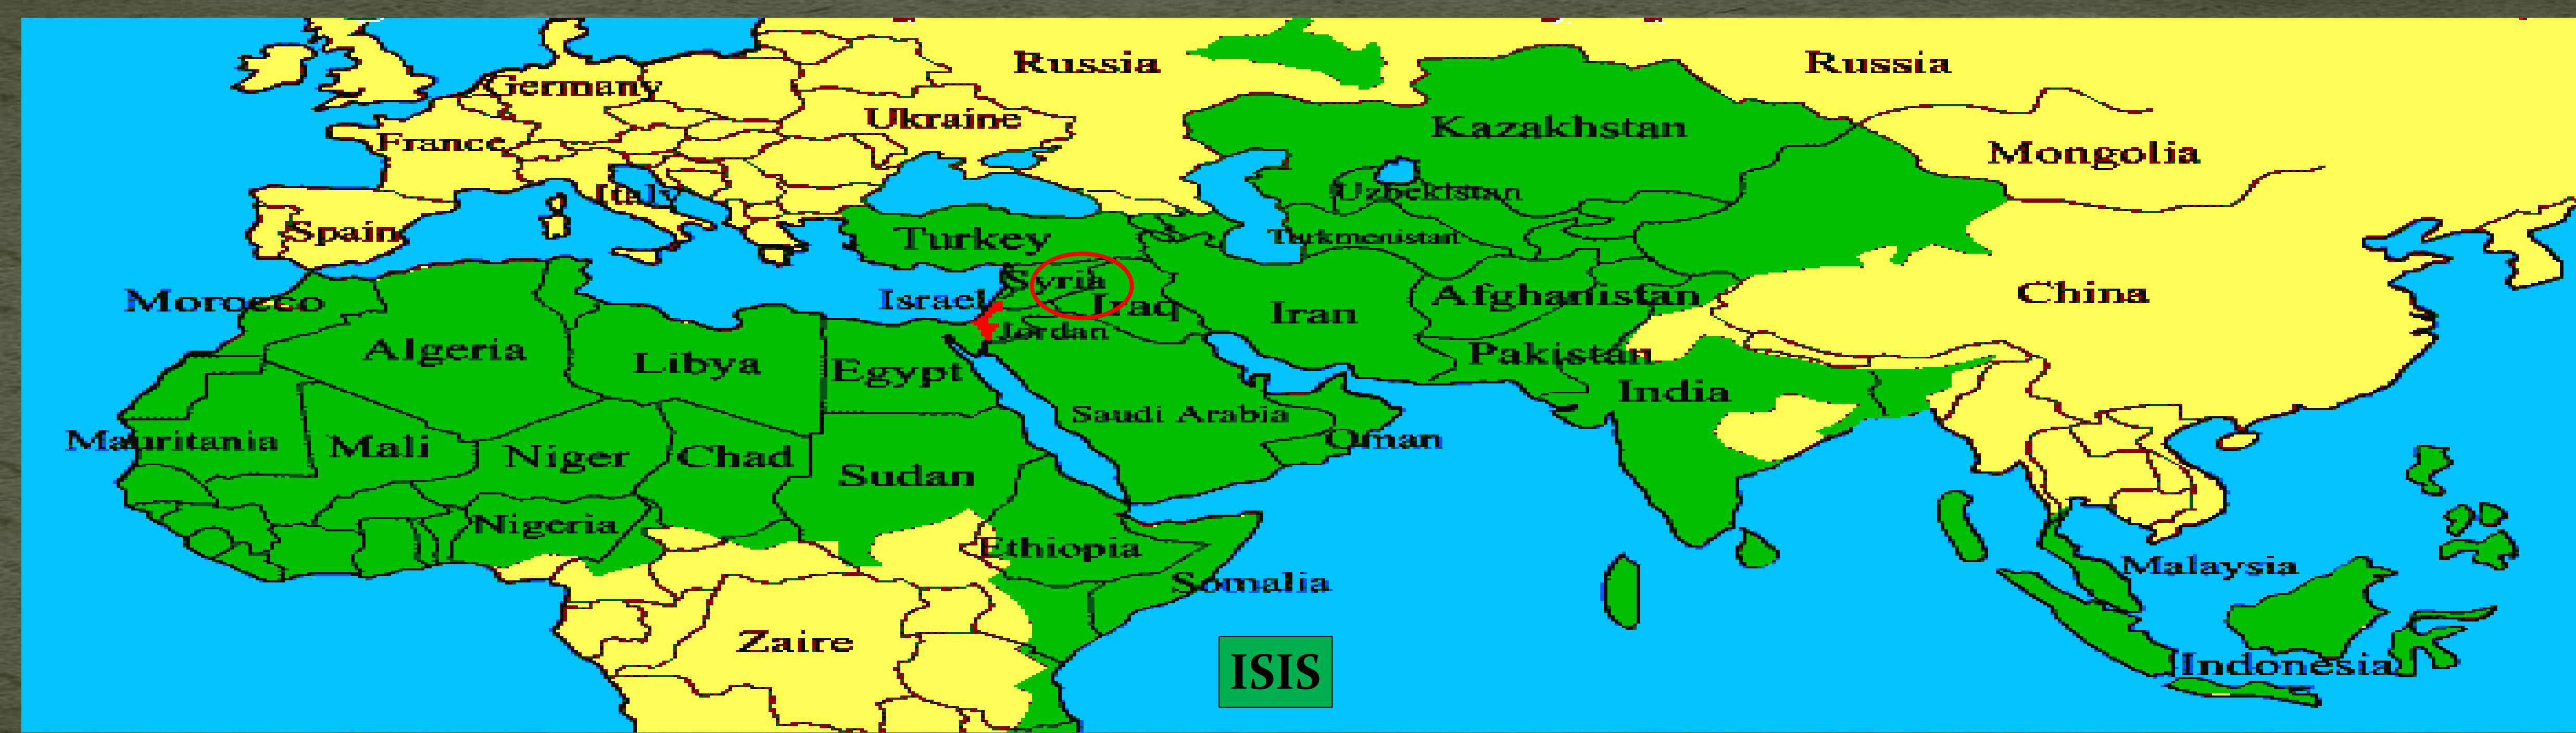 Russia
Russia
Germany
Ukraine
Kazakhstan
France
Mongolia
Italy
Uzbekistan
Spain
Turkey
Turkmenistan
Syria
China
Morocco
Israel
Iraq
Iran
Afghanistan
Jordan
Algeria
Libya
Egypt
Pakistan
India
Saudi Arabia
Mauritania
Mali
Niger
Chad
Oman
Sudan
Nigeria
Ethiopia
Malaysia
Somalia
Zaire
ISIS
Indonesia